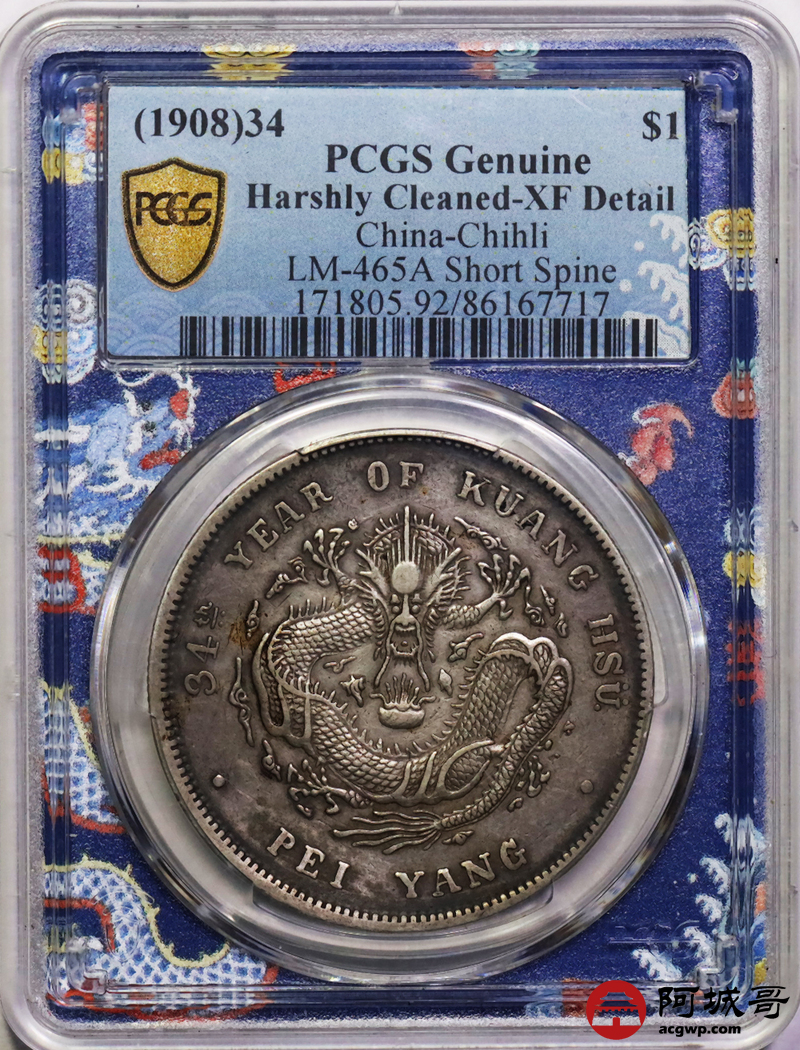 (1908)34 $1
PCGS Genuine
Harshly Cleaned-XF Detail
China-Chihli
LM-465A Short Spine
171805.92/86167717
PCGS
34th YEAR OF KUANG HSÜ.
PEI YANG
阿城哥
acgwp.com